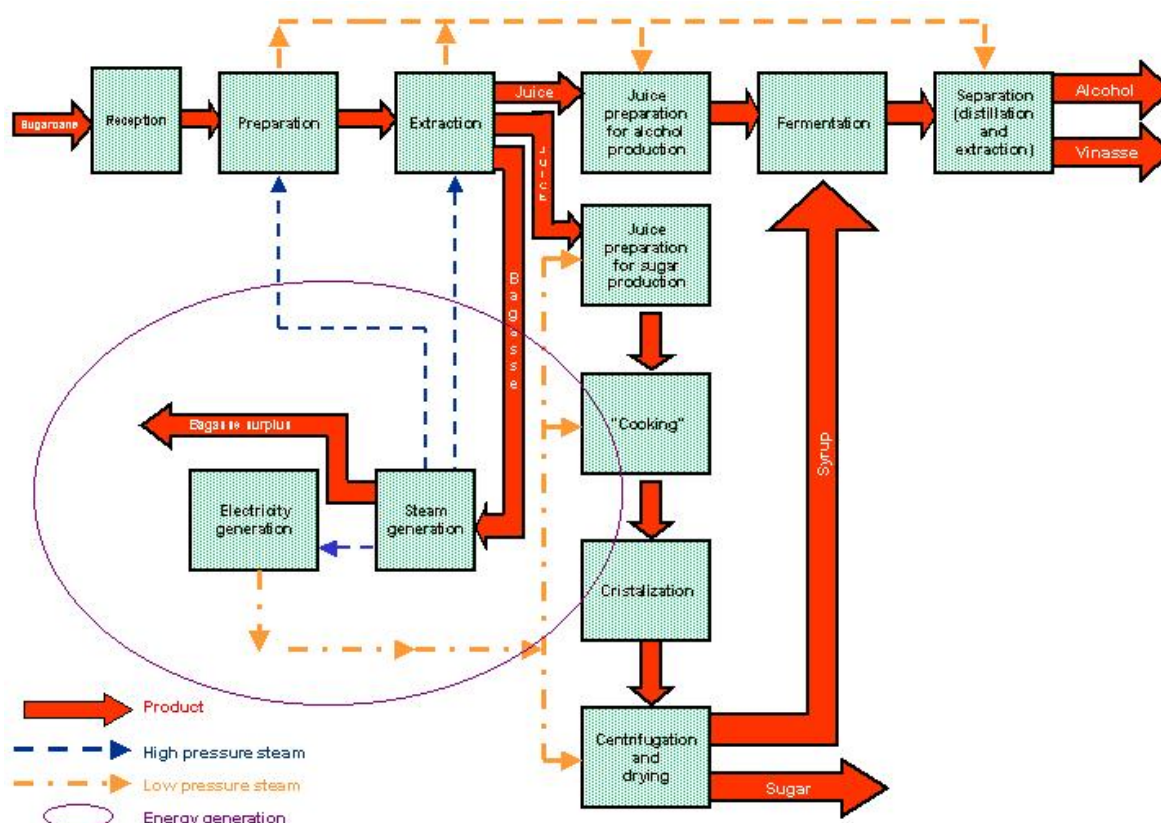 Sugarcane
Reception
Preparation
Extraction
Juice
Juice
preparation
for alcohol
production
Fermentation
Separation
(distillation
and
extraction)
Alcohol
Vinasse
JUICE
Juice
preparation
for sugar
production
Bagasse
"Cooking"
Bagasse surplus
Electricity
generation
Steam
generation
Syrup
Cristalization
Centrifugation
and
drying
Sugar
Product
High pressure steam
Low pressure steam
Energy generation